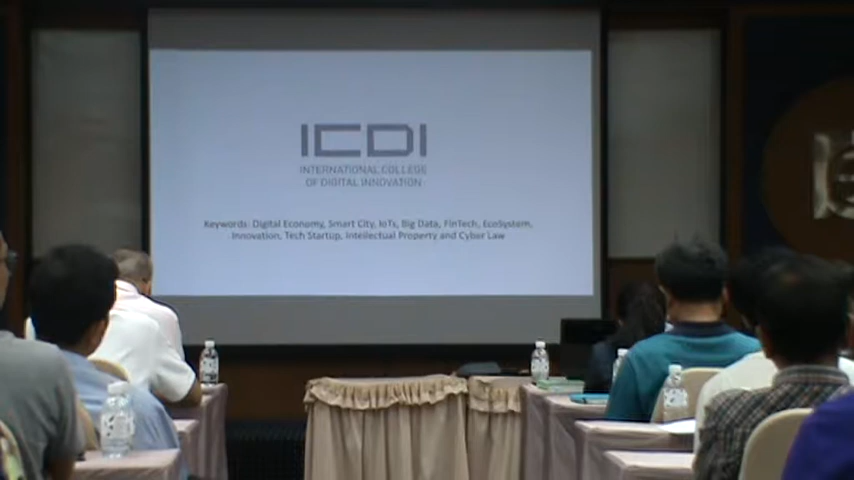 ICDI
INTERNATIONAL COLLEGE
OF DIGITAL INNOVATION
Keywords: Digital Economy, Smart City, IoTs, Big Data, FinTech, EcoSystem,
Innovation, Tech Startup, Intellectual Property and Cyber Law